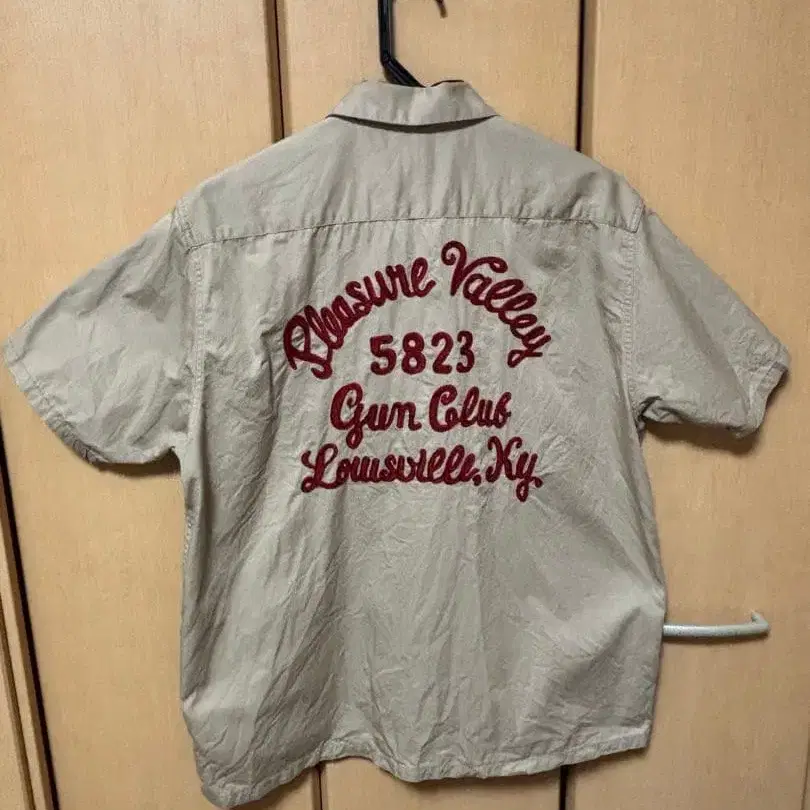 Pleasure Valley
5823
Gun Club
Louisville, Ky.